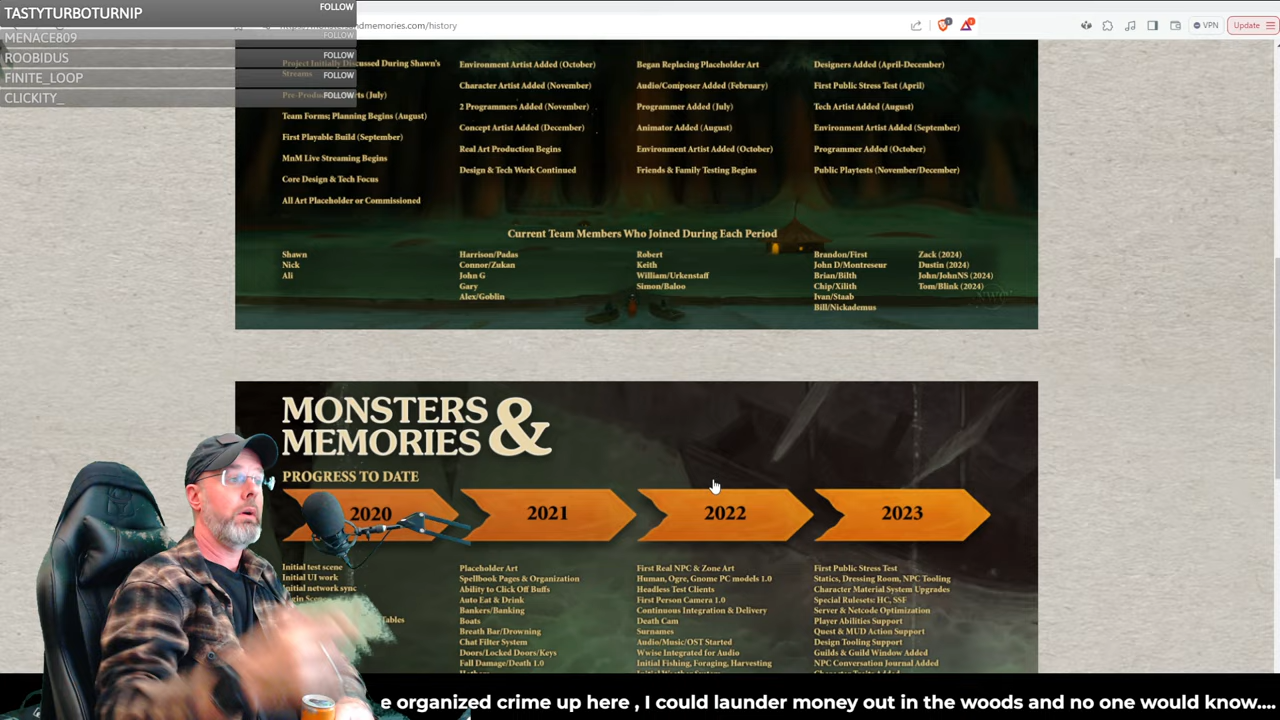 TASTYTURBOTURNIP FOLLOW
MENACE809 FOLLOW
ROOBIDUS FOLLOW
FINITE_LOOP FOLLOW
CLICKITY_ FOLLOW
dmemories.com/history
VPN
Update
Project Initially Discussed During Shawn's
Streams
Team Forms; Planning Begins (August)
First Playable Build (September)
MnM Live Streaming Begins
Core Design & Tech Focus
All Art Placeholder or Commissioned
Environment Artist Added (October)
Character Artist Added (November)
2 Programmers Added (November)
Concept Artist Added (December)
Real Art Production Begins
Design & Tech Work Continued
Began Replacing Placeholder Art
Audio/Composer Added (February)
Programmer Added (July)
Animator Added (August)
Environment Artist Added (October)
Friends & Family Testing Begins
Designers Added (April-December)
First Public Stress Test (April)
Tech Artist Added (August)
Environment Artist Added (September)
Programmer Added (October)
Public Playtests (November/December)
Current Team Members Who Joined During Each Period
Shawn
Nick
Ali
Harrison/Padas
Connor/Zukan
John G
Gary
Alex/Goblin
Robert
Keith
William/Urkenstaff
Simon/Baloo
Brandon/First
John D/Montreseur
Brian/Bilth
Chip/Xilith
Ivan/Staab
Bill/Nickademus
Zack (2024)
Dustin (2024)
John/JohnNS (2024)
Tom/Blink (2024)
MONSTERS &
MEMORIES
PROGRESS TO DATE
2020
2021
2022
2023
Initial test scene
Initial UI work
Initial network sync
Placeholder Art
Spellbook Pages & Organization
Ability to Click Off Buffs
Auto Eat & Drink
Bankers/Banking
Boats
Breath Bar/Drowning
Chat Filter System
Doors/Locked Doors/Keys
Fall Damage/Death 1.0
First Real NPC & Zone Art
Human, Ogre, Gnome PC models 1.0
Headless Test Clients
First Person Camera 1.0
Continuous Integration & Delivery
Death Cam
Surnames
Audio/Music/OST Started
Wwise Integrated for Audio
Initial Fishing, Foraging, Harvesting
First Public Stress Test
Statics, Dressing Room, NPC Tooling
Character Material System Upgrades
Special Rulesets: HC, SSF
Server & Netcode Optimization
Player Abilities Support
Quest & MUD Action Support
Design Tooling Support
Guilds & Guild Window Added
NPC Conversation Journal Added
e organized crime up here , I could launder money out in the woods and no one would know....